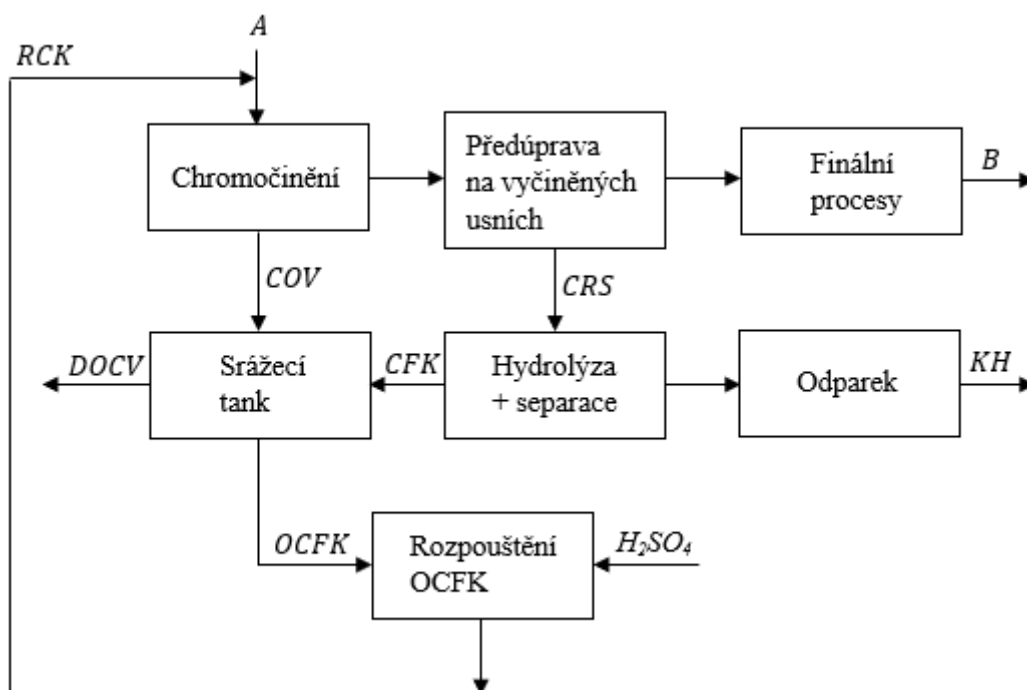 A
RCK
Chromočinění
Předúprava
na vyčiněných
usních
Finální
procesy
B
COV
CRS
DOCV
Srážecí
tank
CFK
Hydrolýza
+ separace
Odparek
KH
OCFK
Rozpouštění
OCFK
H₂SO₄